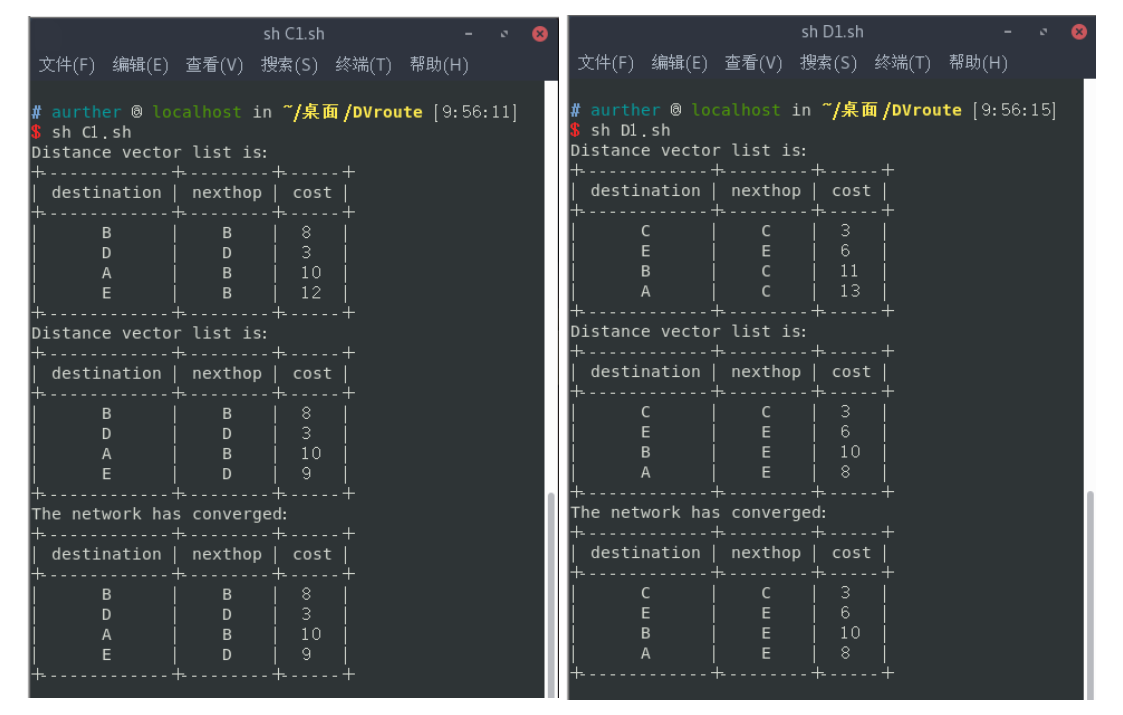 sh C1.sh
文件(F) 编辑(E) 查看(V) 搜索(S) 终端(T) 帮助(H)
# aurther @ localhost in ~/桌面/DVroute [9:56:11]
$ sh C1.sh
Distance vector list is:
+-------------+---------+------+
| destination | nexthop | cost |
+-------------+---------+------+
| B | B | 8 |
| D | D | 3 |
| A | B | 10 |
| E | B | 12 |
+-------------+---------+------+
Distance vector list is:
+-------------+---------+------+
| destination | nexthop | cost |
+-------------+---------+------+
| B | B | 8 |
| D | D | 3 |
| A | B | 10 |
| E | D | 9 |
+-------------+---------+------+
The network has converged:
+-------------+---------+------+
| destination | nexthop | cost |
+-------------+---------+------+
| B | B | 8 |
| D | D | 3 |
| A | B | 10 |
| E | D | 9 |
+-------------+---------+------+
sh D1.sh
文件(F) 编辑(E) 查看(V) 搜索(S) 终端(T) 帮助(H)
# aurther @ localhost in ~/桌面/DVroute [9:56:15]
$ sh D1.sh
Distance vector list is:
+-------------+---------+------+
| destination | nexthop | cost |
+-------------+---------+------+
| C | C | 3 |
| E | E | 6 |
| B | C | 11 |
| A | C | 13 |
+-------------+---------+------+
Distance vector list is:
+-------------+---------+------+
| destination | nexthop | cost |
+-------------+---------+------+
| C | C | 3 |
| E | E | 6 |
| B | E | 10 |
| A | E | 8 |
+-------------+---------+------+
The network has converged:
+-------------+---------+------+
| destination | nexthop | cost |
+-------------+---------+------+
| C | C | 3 |
| E | E | 6 |
| B | E | 10 |
| A | E | 8 |
+-------------+---------+------+